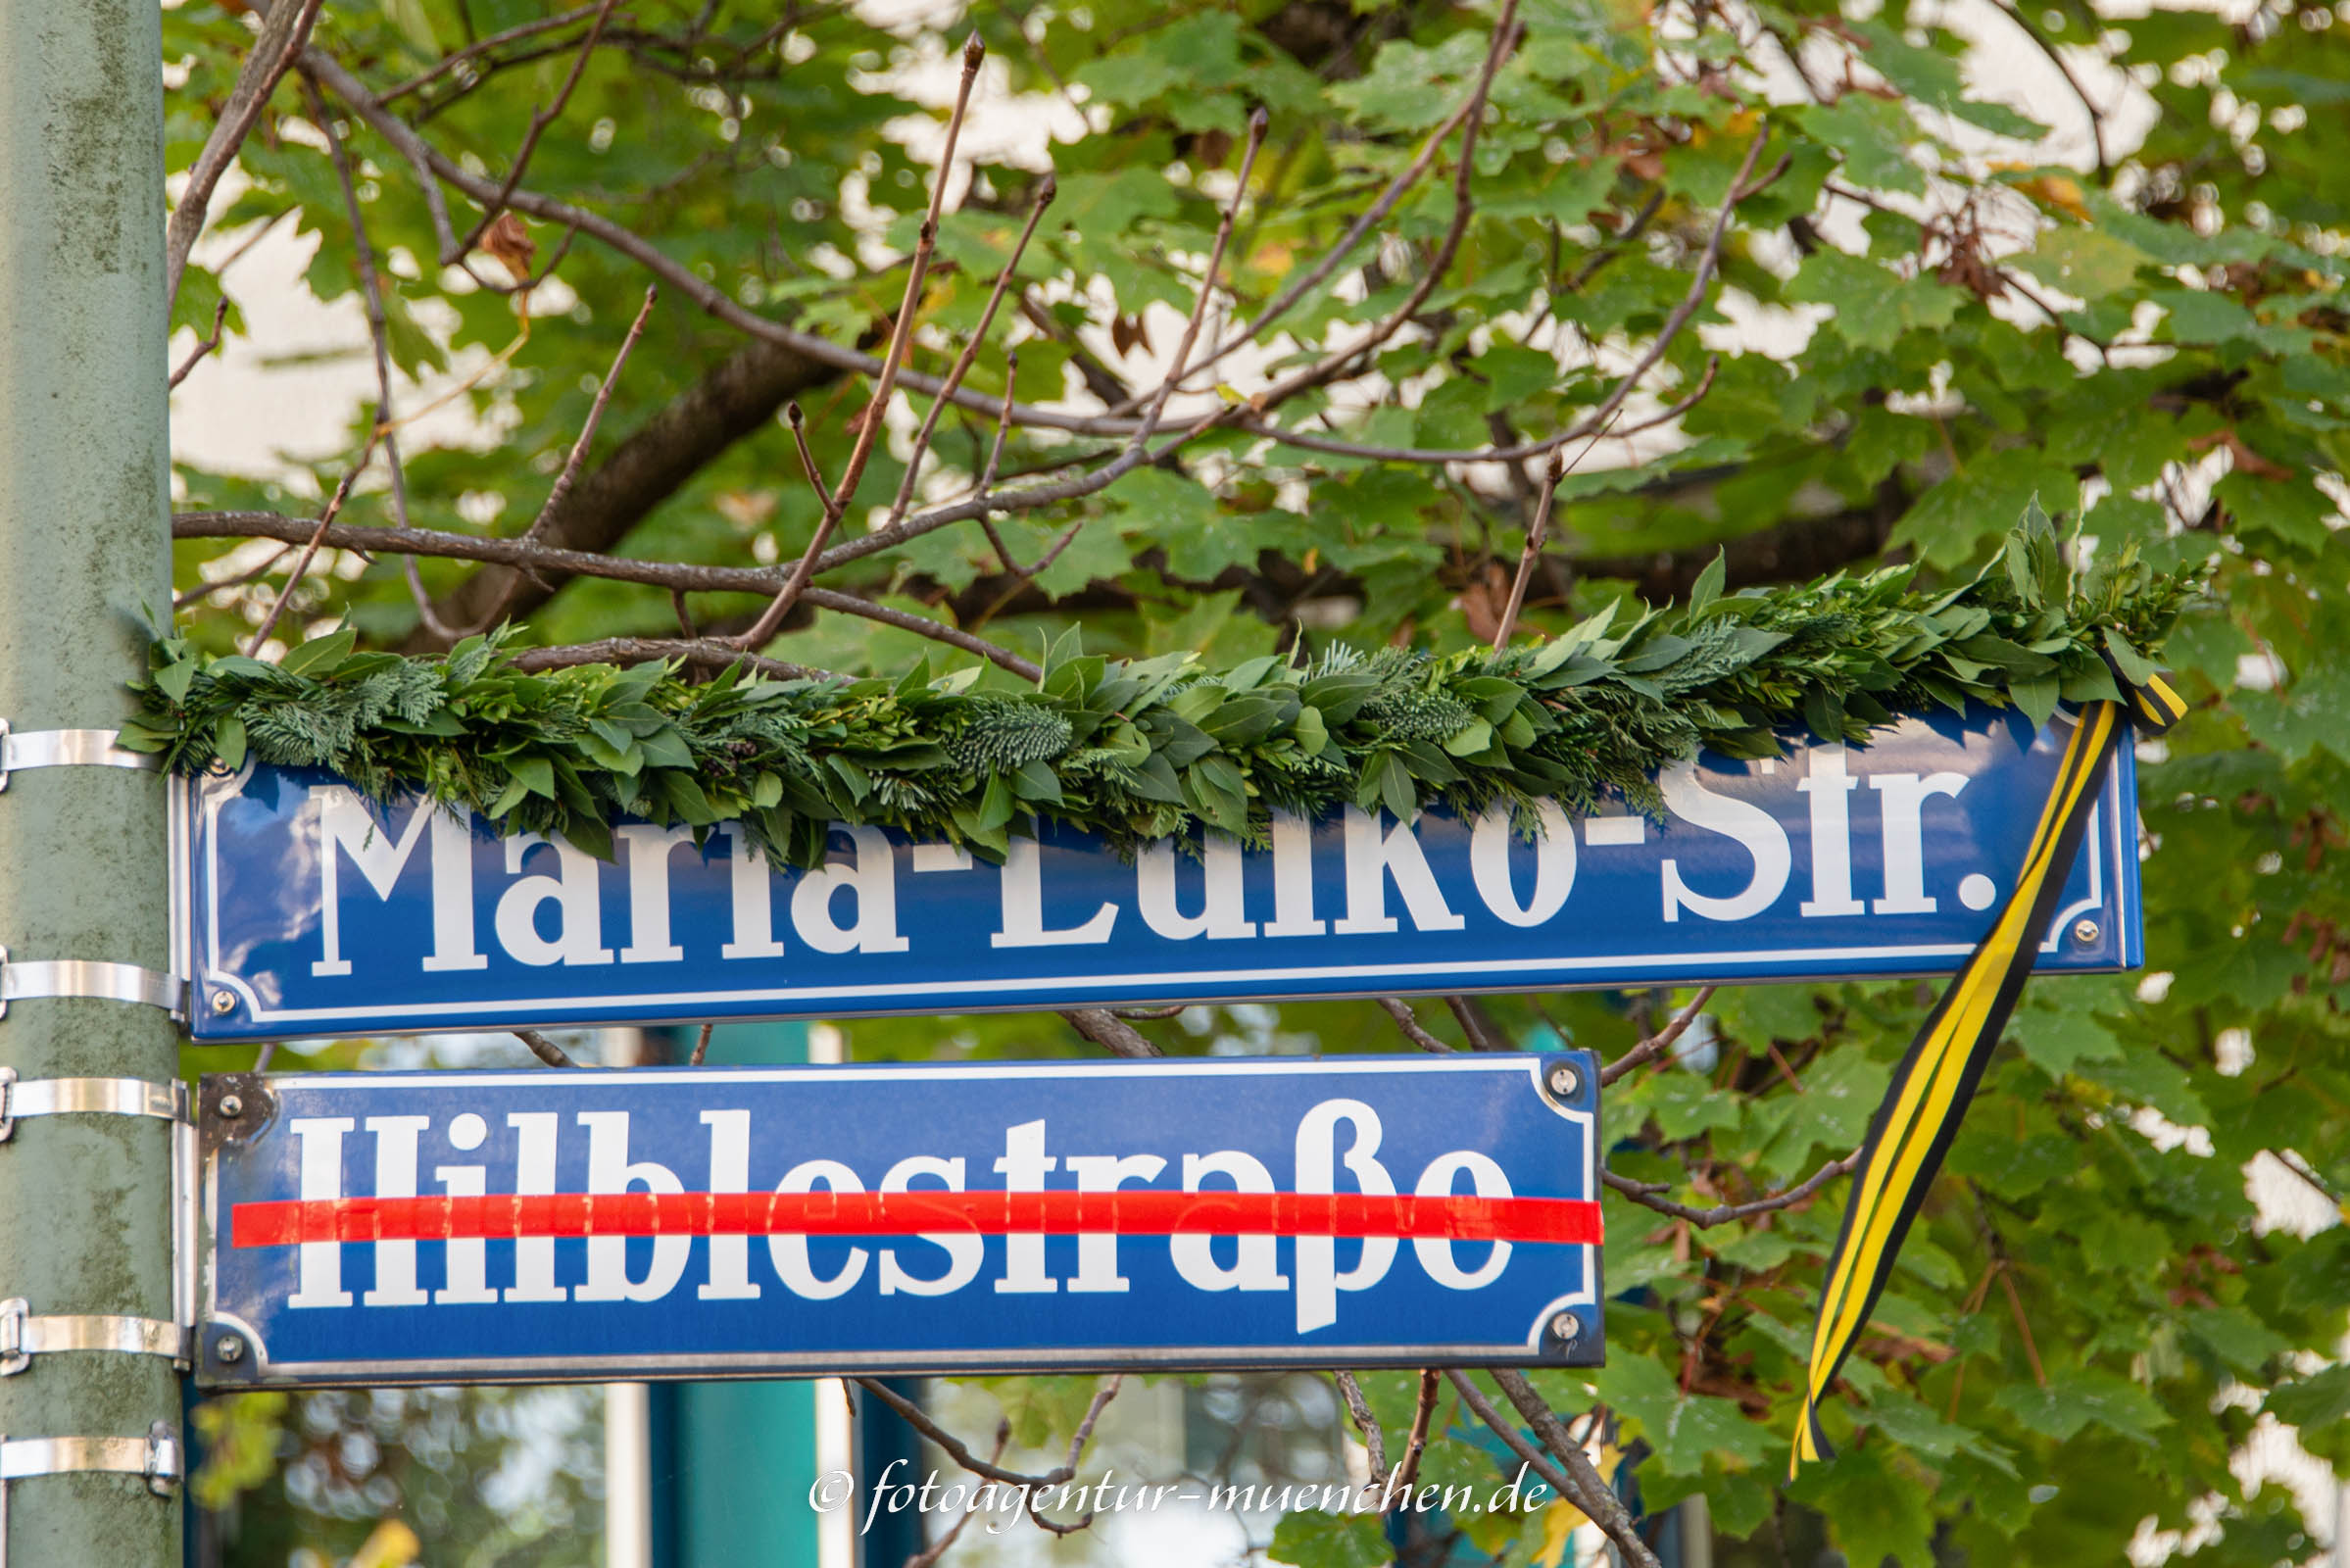 Maria-Luiko-Str.
Hilblestraße
© fotoagentur-muenchen.de